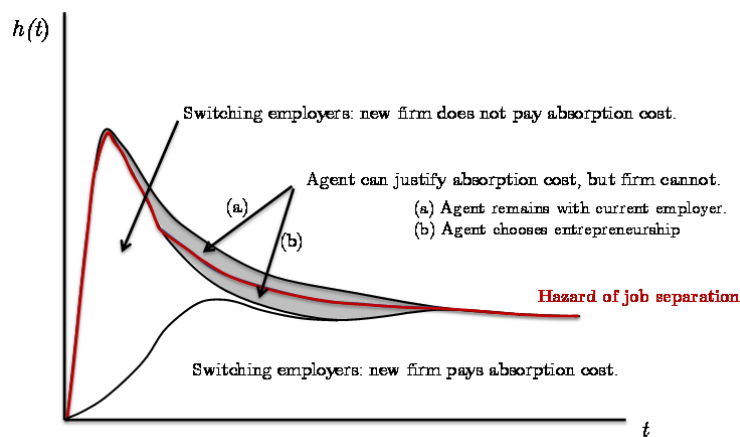 h(t)
Switching employers: new firm does not pay absorption cost.
Agent can justify absorption cost, but firm cannot.
(a)
(a) Agent remains with current employer.
(b) Agent chooses entrepreneurship
(b)
Hazard of job separation
Switching employers: new firm pays absorption cost.
t